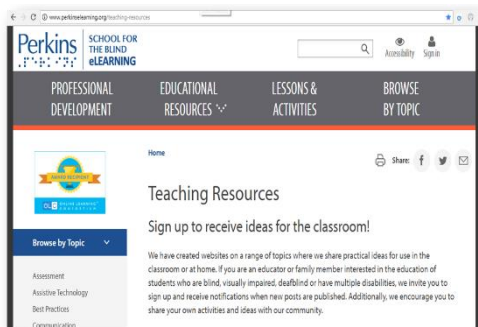 www.perkinselearning.org/teaching-resources
Perkins
SCHOOL FOR
THE BLIND
eLEARNING
Accessibility
Sign in
PROFESSIONAL
DEVELOPMENT
EDUCATIONAL
RESOURCES
LESSONS &
ACTIVITIES
BROWSE
BY TOPIC
AWARD RECIPIENT
OLC ONLINE LEARNING
CONSORTIUM
Browse by Topic
Assessment
Assistive Technology
Best Practices
Communication
Home
Share:
Teaching Resources
Sign up to receive ideas for the classroom!
We have created websites on a range of topics where we share practical ideas for use in the
classroom or at home. If you are an educator or family member interested in the education of
students who are blind, visually impaired, deafblind or have multiple disabilities, we invite you to
sign up and receive notifications when new posts are published. Additionally, we encourage you to
share your own activities and ideas with our community.